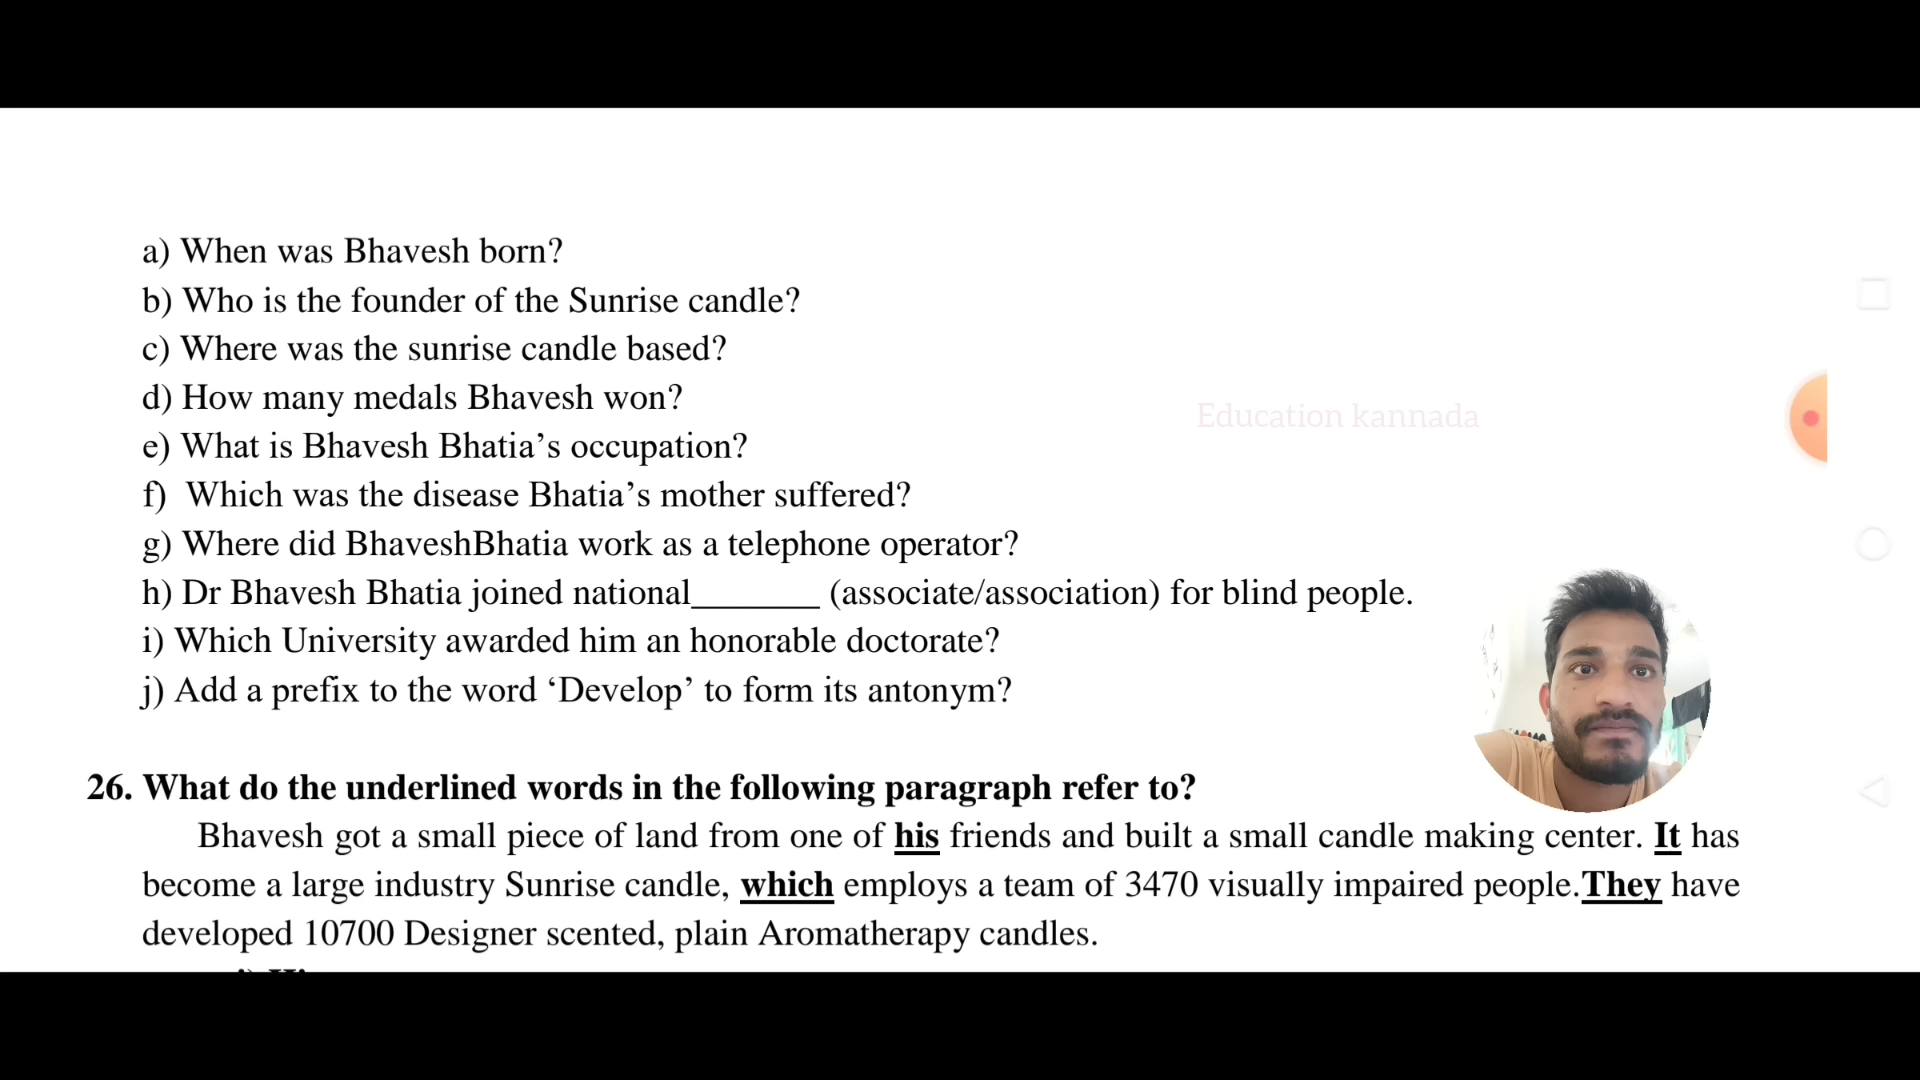 a) When was Bhavesh born?
b) Who is the founder of the Sunrise candle?
c) Where was the sunrise candle based?
d) How many medals Bhavesh won?
Education kannada
e) What is Bhavesh Bhatia’s occupation?
f) Which was the disease Bhatia’s mother suffered?
g) Where did BhaveshBhatia work as a telephone operator?
h) Dr Bhavesh Bhatia joined national_______ (associate/association) for blind people.
i) Which University awarded him an honorable doctorate?
j) Add a prefix to the word ‘Develop’ to form its antonym?
26. What do the underlined words in the following paragraph refer to?
Bhavesh got a small piece of land from one of his friends and built a small candle making center. It has
become a large industry Sunrise candle, which employs a team of 3470 visually impaired people.They have
developed 10700 Designer scented, plain Aromatherapy candles.